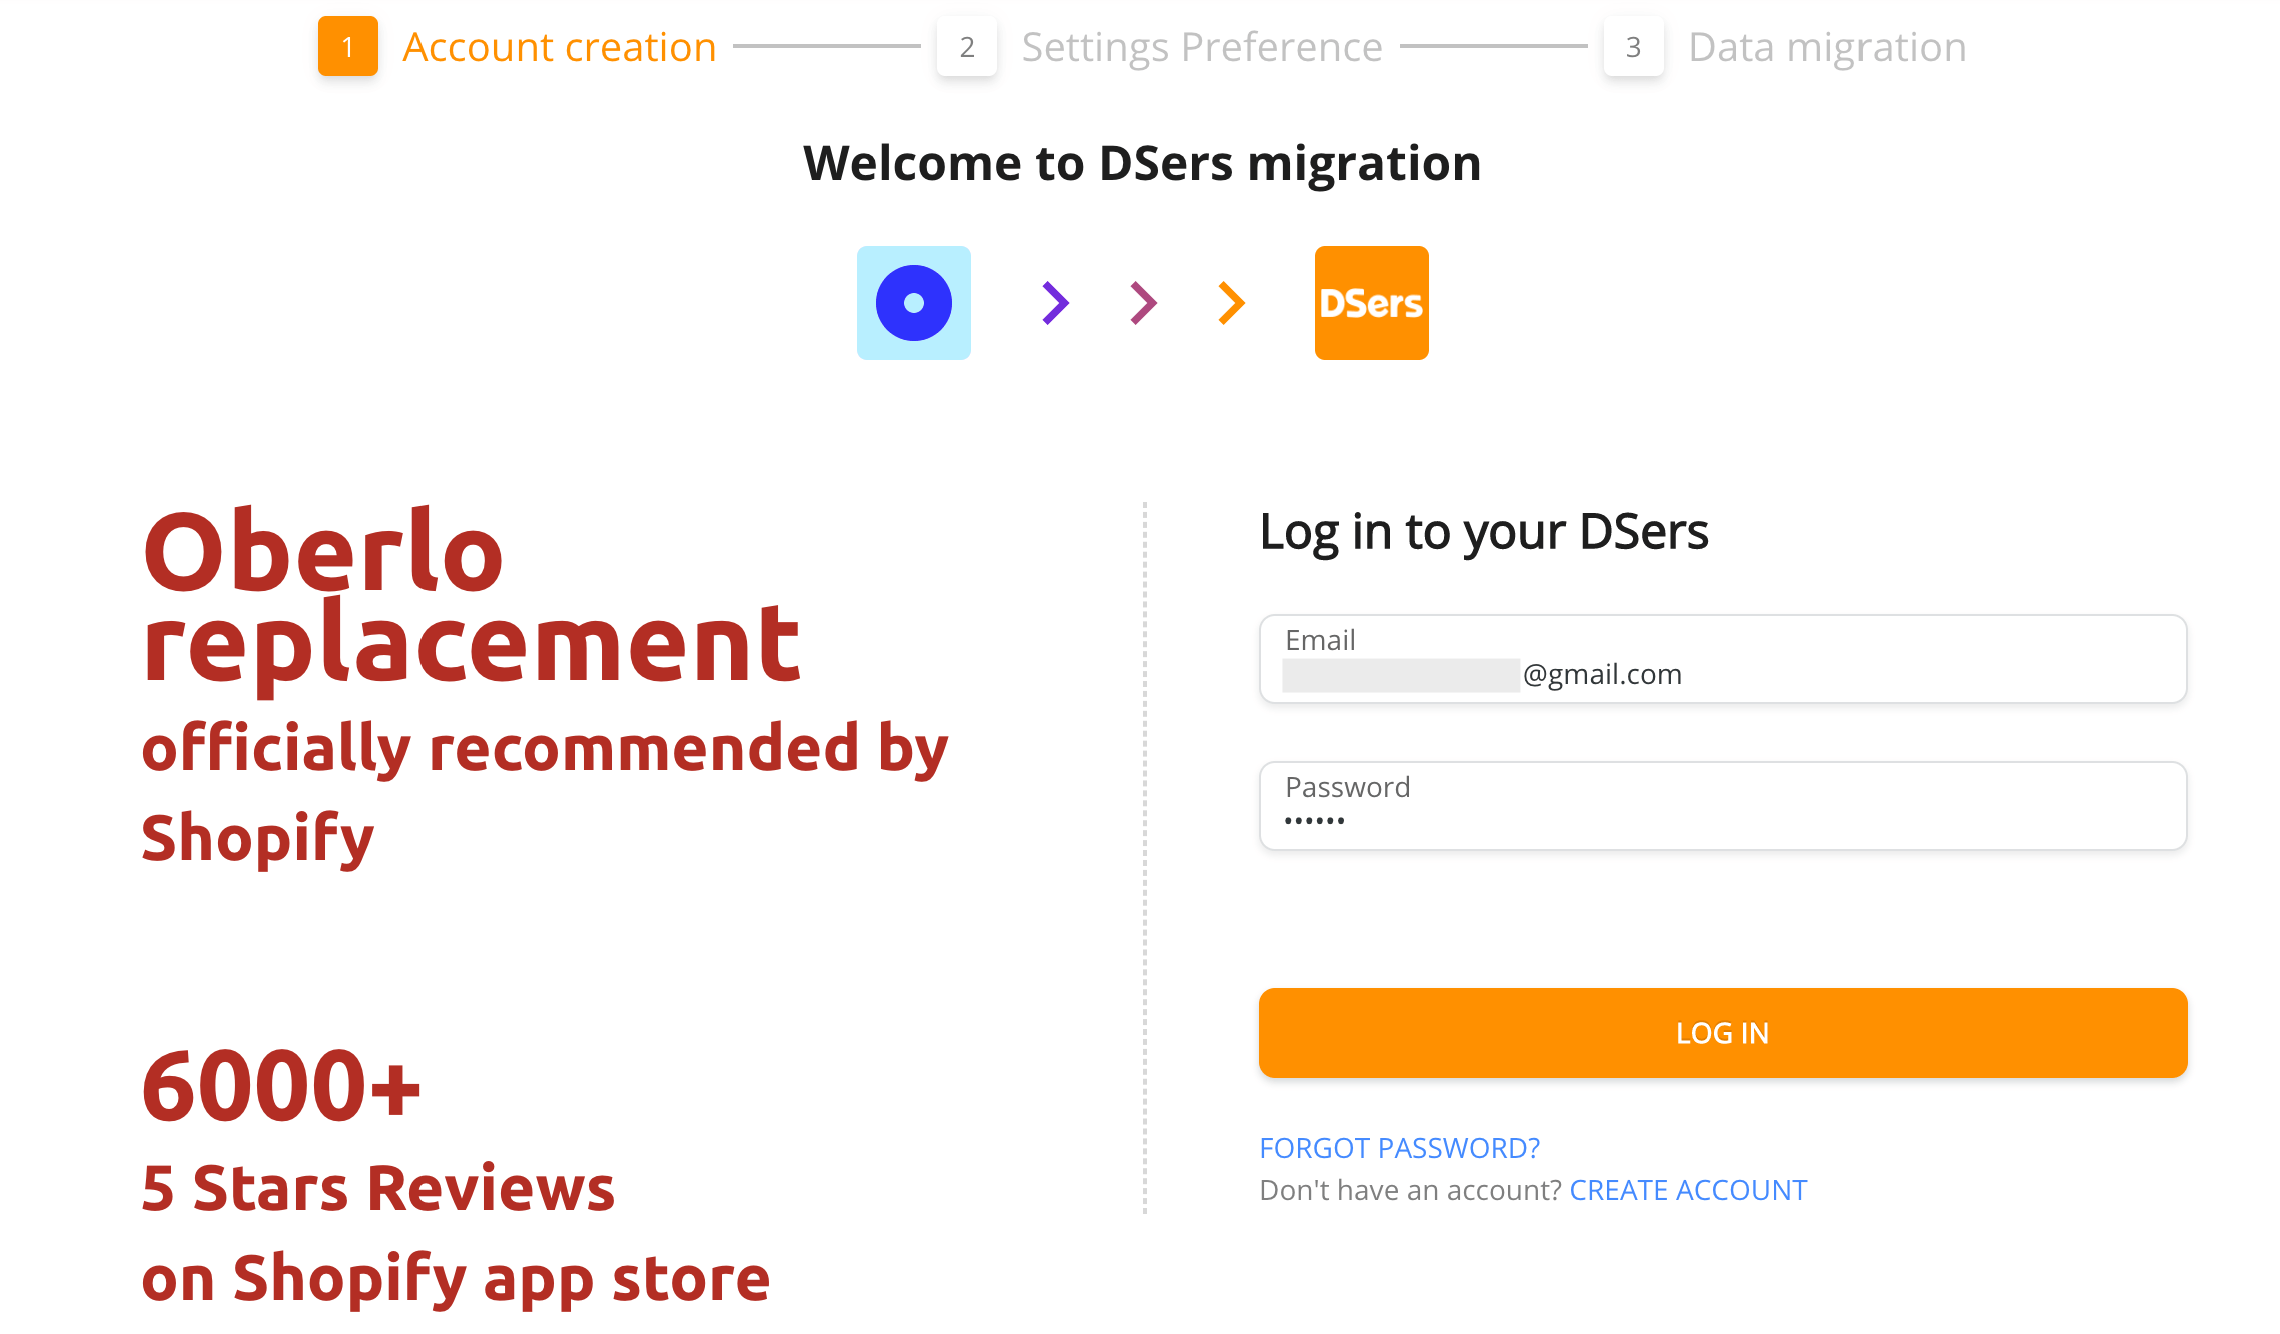 1 Account creation 2 Settings Preference 3 Data migration
Welcome to DSers migration
DSers
Oberlo
replacement
officially recommended by
Shopify
6000+
5 Stars Reviews
on Shopify app store
Log in to your DSers
Email
@gmail.com
Password
••••••
LOG IN
FORGOT PASSWORD?
Don't have an account? CREATE ACCOUNT